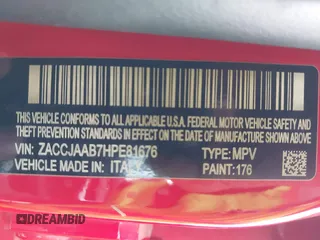 THIS VEHICLE CONFORMS TO ALL APPLICABLE U.S.A. FEDERAL MOTOR VEHICLE SAFETY AND
THEFT PREVENTION STANDARDS IN EFFECT ON THE DATE OF MANUFACTURE SHOWN ABOVE.
VIN: ZACCJAAB7HPE81676 TYPE: MPV
VEHICLE MADE IN: ITALY PAINT: 176
DREAMBID